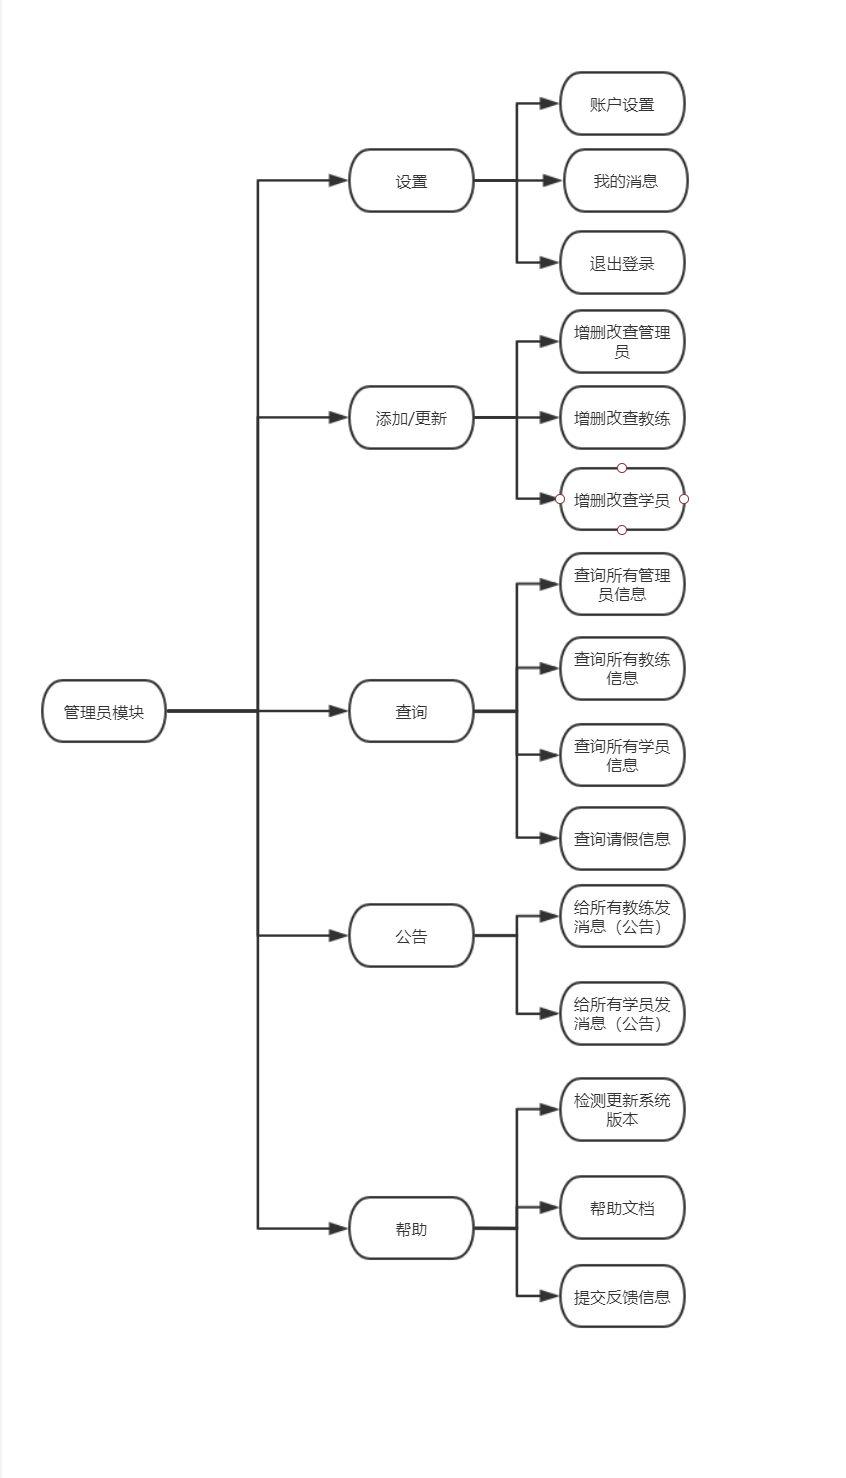 账户设置
设置
我的消息
退出登录
增删改查管理
员
添加/更新
增删改查教练
增删改查学员
查询所有管理
员信息
查询所有教练
信息
管理员模块
查询
查询所有学员
信息
查询请假信息
给所有教练发
消息（公告）
公告
给所有学员发
消息（公告）
检测更新系统
版本
帮助文档
帮助
提交反馈信息